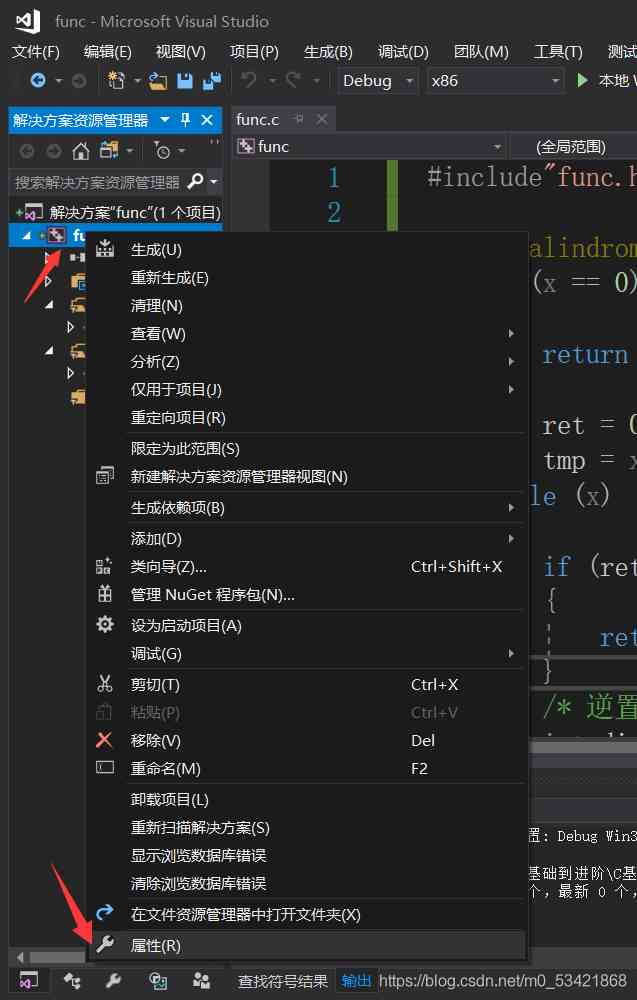 func - Microsoft Visual Studio
文件(F) 编辑(E) 视图(V) 项目(P) 生成(B) 调试(D) 团队(M) 工具(T) 测试
Debug x86 本地
解决方案资源管理器
func.c
func (全局范围)
搜索解决方案资源管理器
1 #include"func.h
2
解决方案"func"(1 个项目)
fu
生成(U)
alindrom
重新生成(E)
(x == 0)
清理(N)
查看(W)
return
分析(Z)
仅用于项目(J)
重定向项目(R)
ret = 0
限定为此范围(S)
tmp = x
新建解决方案资源管理器视图(N)
le (x)
生成依赖项(B)
添加(D)
类向导(Z)... Ctrl+Shift+X
if (ret
管理 NuGet 程序包(N)...
{
设为启动项目(A)
ret
调试(G)
}
剪切(T) Ctrl+X
粘贴(P) Ctrl+V
/* 逆置
移除(V) Del
重命名(M) F2
卸载项目(L)
重新扫描解决方案(S)
置: Debug Win3
显示浏览数据库错误
基础到进阶\C基
清除浏览数据库错误
个，最新 0 个，
在文件资源管理器中打开文件夹(X)
属性(R)
查找符号结果 输出 https://blog.csdn.net/m0_53421868